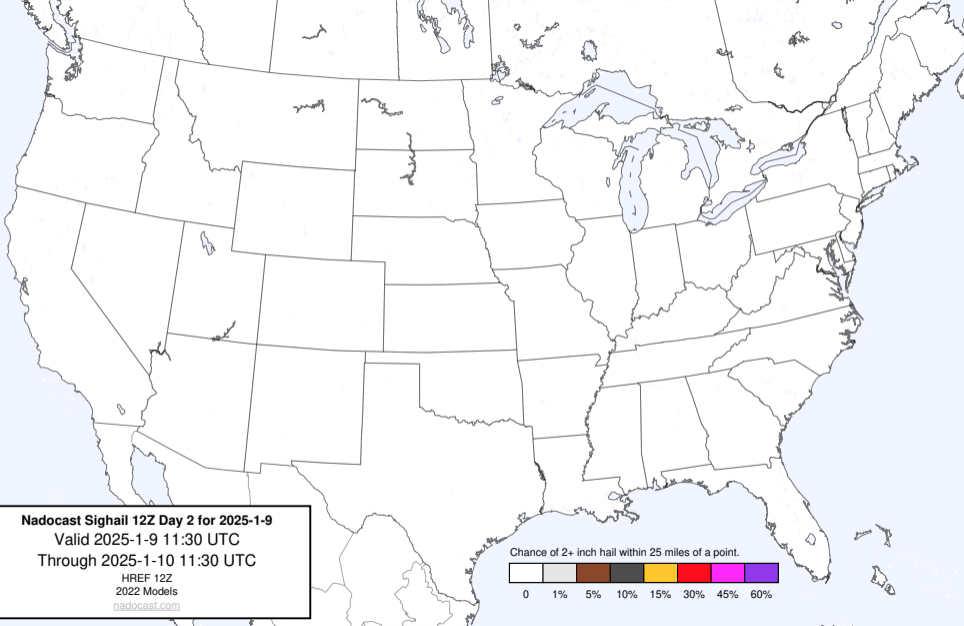 Nadocast Sighail 12Z Day 2 for 2025-1-9
Valid 2025-1-9 11:30 UTC
Through 2025-1-10 11:30 UTC
HREF 12Z
2022 Models
nadocast.com
Chance of 2+ inch hail within 25 miles of a point.
0 1% 5% 10% 15% 30% 45% 60%